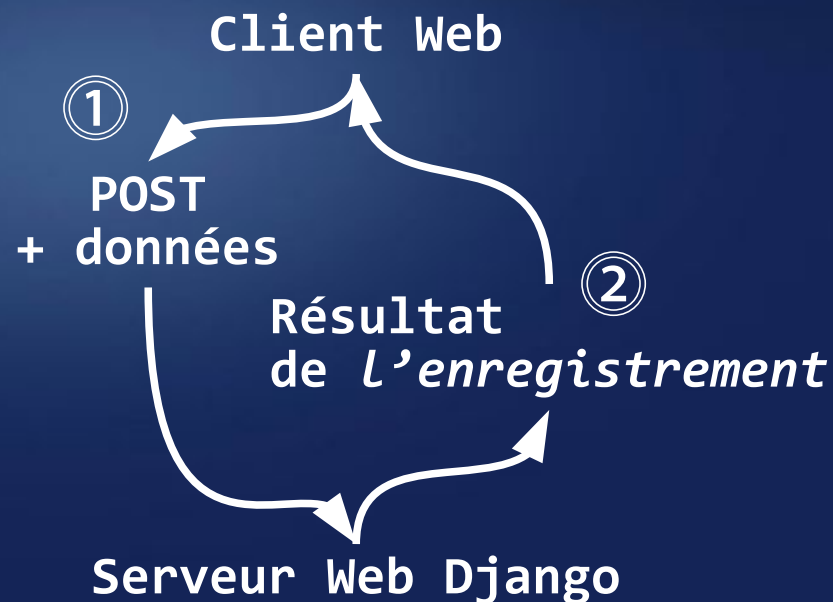 Client Web
①
POST
+ données
②
Résultat
de l’enregistrement
Serveur Web Django